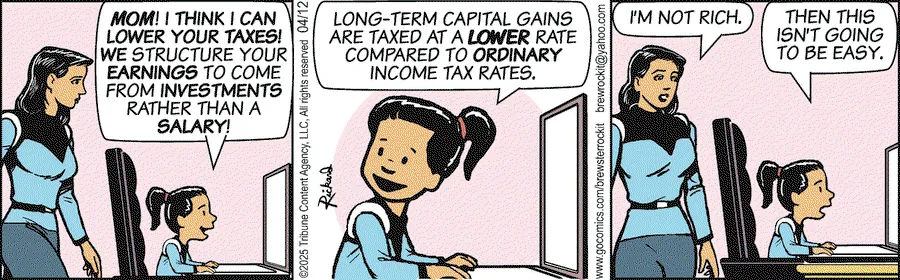 MOM! I THINK I CAN
LOWER YOUR TAXES!
WE STRUCTURE YOUR
EARNINGS TO COME
FROM INVESTMENTS
RATHER THAN A
SALARY!
©2025 Tribune Content Agency, LLC, All rights reserved 04/12
LONG-TERM CAPITAL GAINS
ARE TAXED AT A LOWER RATE
COMPARED TO ORDINARY
INCOME TAX RATES.
Rickard
www.gocomics.com/brewsterrockit brewrockit@yahoo.com
I'M NOT RICH.
THEN THIS
ISN'T GOING
TO BE EASY.